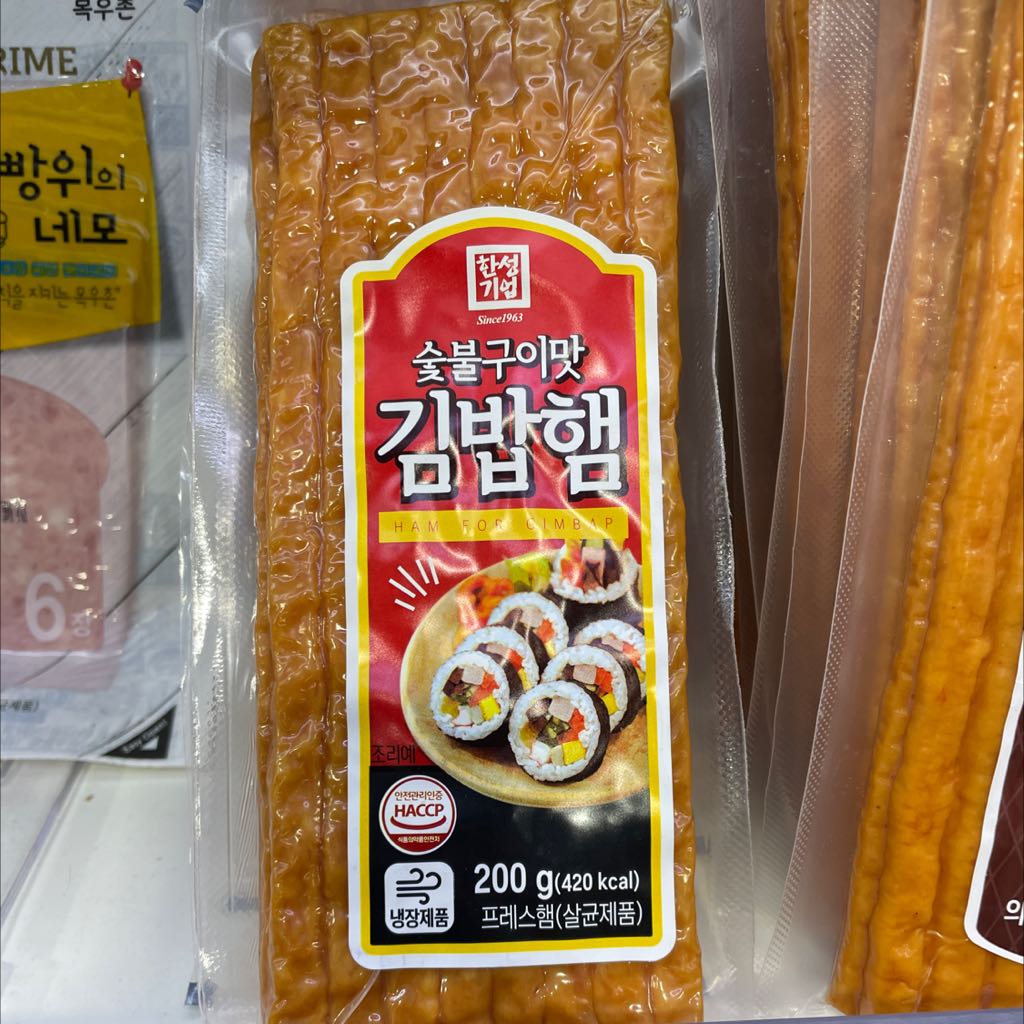 목우촌
RIME
빵위의
네모
6장
한성
기업
Since1963
숯불구이맛
김밥햄
HAM FOR GIMBAP
조리예
안전관리인증
HACCP
식품의약품안전처
냉장제품
200 g(420 kcal)
프레스햄(살균제품)
의